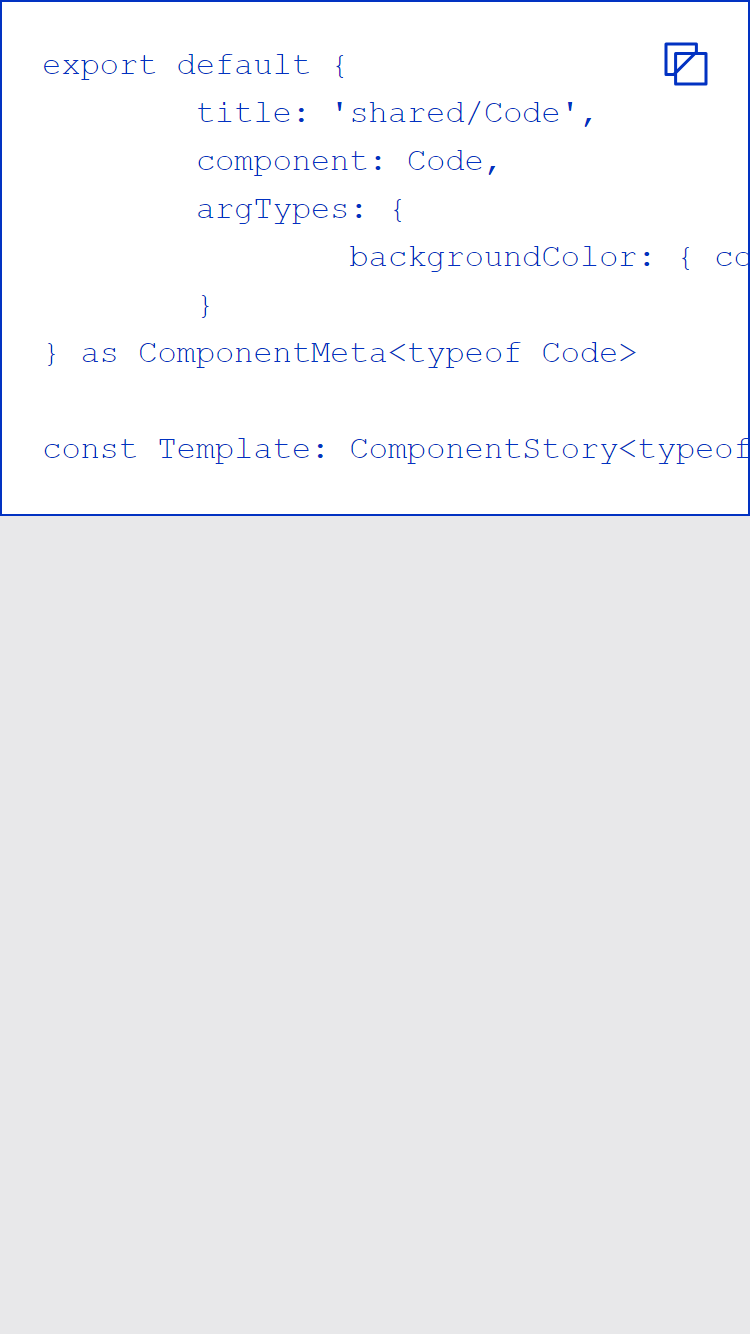 export default {
title: 'shared/Code',
component: Code,
argTypes: {
backgroundColor: { co
}
} as ComponentMeta<typeof Code>
const Template: ComponentStory<typeof